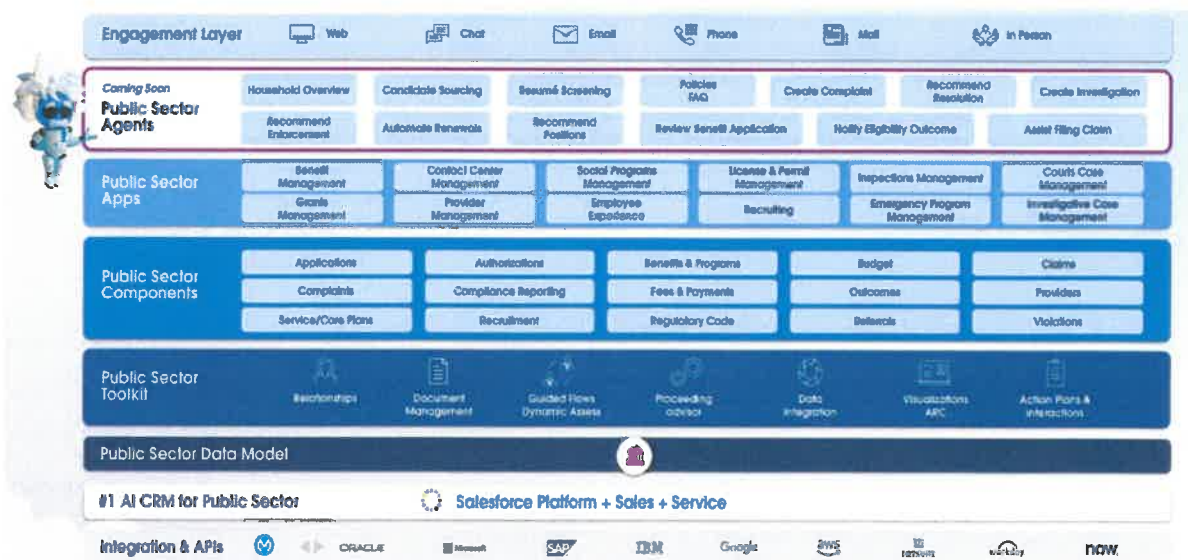 Engagement Layer
Web
Chat
Email
Phone
Mail
In Person
Coming Soon
Public Sector
Agents
Household Overview
Candidate Sourcing
Resumé Screening
Policies
FAQ
Create Complaint
Recommend
Resolution
Create Investigation
Recommend
Enforcement
Automate Renewals
Recommend
Positions
Review Benefit Application
Notify Eligibility Outcome
Assist Filing Claim
Public Sector
Apps
Benefit
Management
Contact Center
Management
Social Programs
Management
License & Permit
Management
Inspections Management
Courts Case
Management
Grants
Management
Provider
Management
Employee
Experience
Recruiting
Emergency Program
Management
Investigative Case
Management
Public Sector
Components
Applications
Authorizations
Benefits & Programs
Budget
Claims
Complaints
Compliance Reporting
Fees & Payments
Outcomes
Providers
Service/Care Plans
Recruitment
Regulatory Code
Referrals
Violations
Public Sector
Toolkit
Relationships
Document
Management
Guided Flows
Dynamic Assess
Proceeding
advisor
Data
Integration
Visualizations
ARC
Action Plans &
Interactions
Public Sector Data Model
#1 AI CRM for Public Sector
Salesforce Platform + Sales + Service
Integration & APIs
ORACLE
Microsoft
SAP
IBM
Google
aws
workday
now